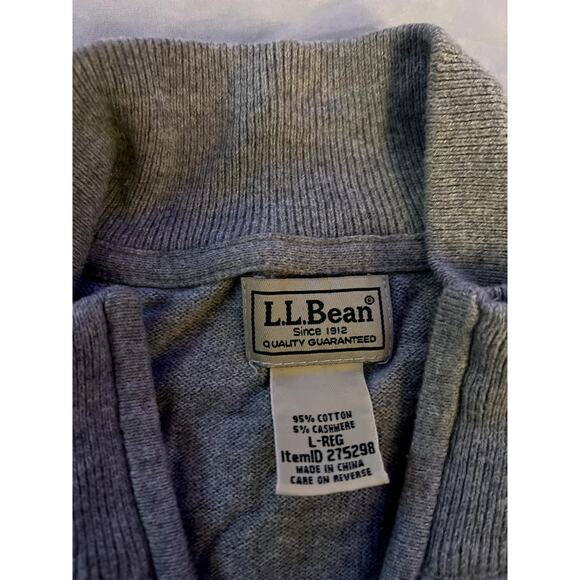 L.L.Bean®
Since 1912
QUALITY GUARANTEED
95% COTTON
5% CASHMERE
L-REG
ItemID 275298
MADE IN CHINA
CARE ON REVERSE